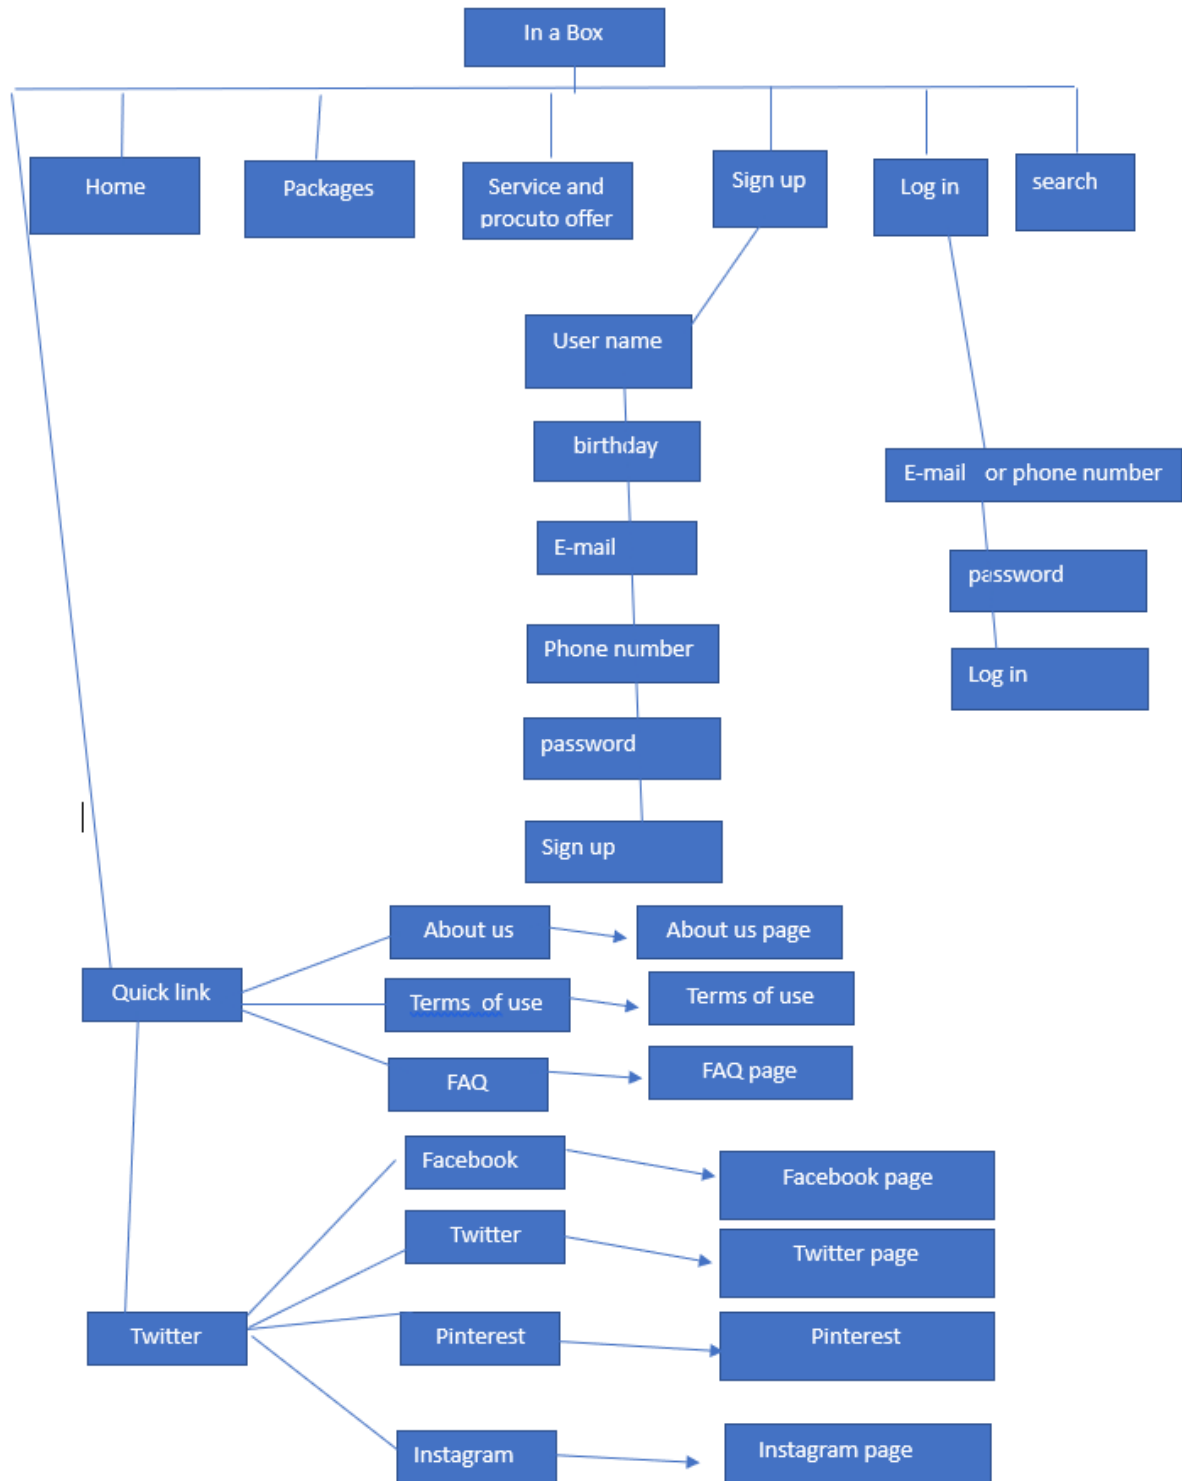 In a Box
Home
Packages
Service and
procuto offer
Sign up
Log in
search
User name
birthday
E-mail
Phone number
password
Sign up
E-mail or phone number
password
Log in
Quick link
About us
About us page
Terms of use
Terms of use
FAQ
FAQ page
Twitter
Facebook
Facebook page
Twitter
Twitter page
Pinterest
Pinterest
Instagram
Instagram page